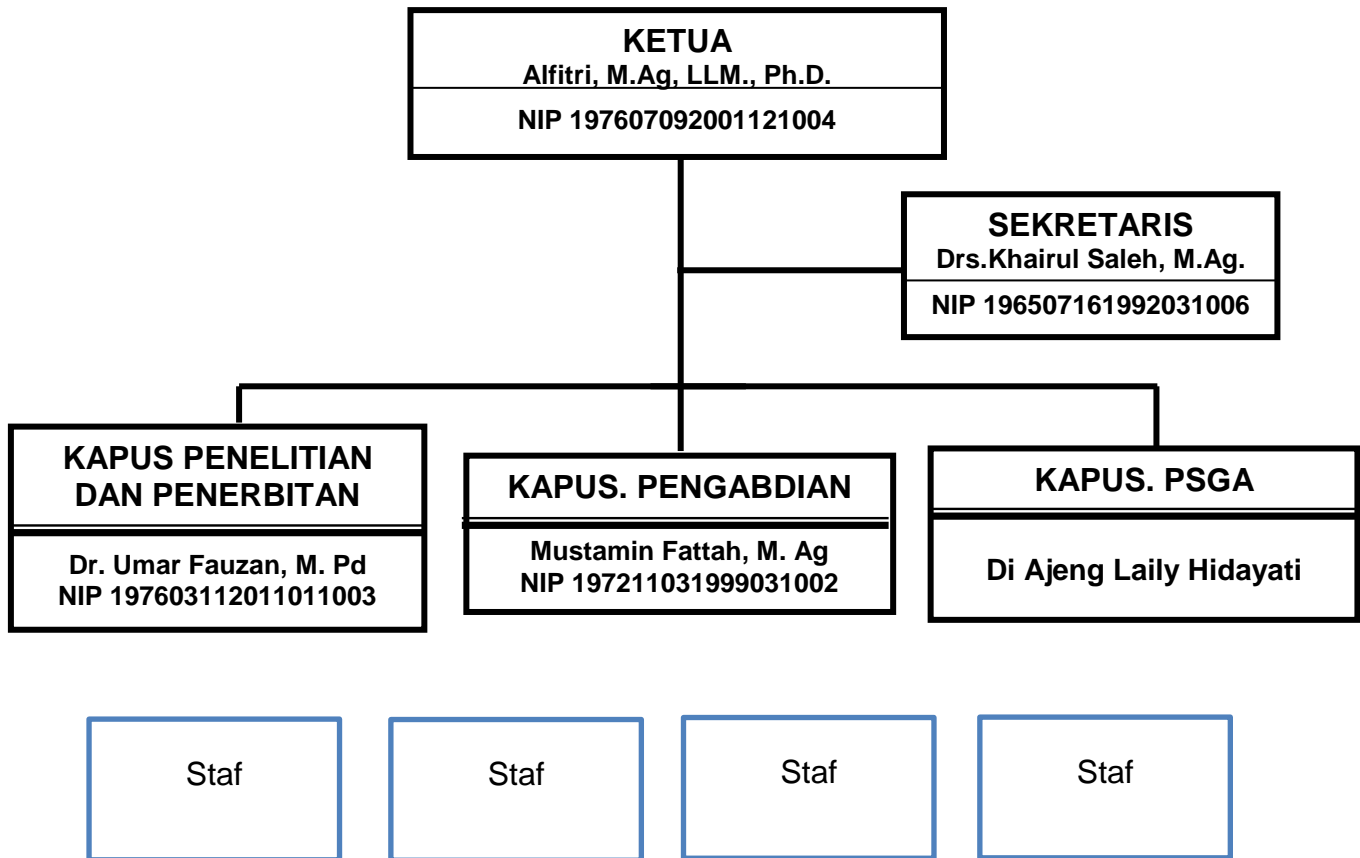 KETUA
Alfitri, M.Ag, LLM., Ph.D.
NIP 197607092001121004
SEKRETARIS
Drs.Khairul Saleh, M.Ag.
NIP 196507161992031006
KAPUS PENELITIAN
DAN PENERBITAN
Dr. Umar Fauzan, M. Pd
NIP 197603112011011003
KAPUS. PENGABDIAN
Mustamin Fattah, M. Ag
NIP 197211031999031002
KAPUS. PSGA
Di Ajeng Laily Hidayati
Staf
Staf
Staf
Staf